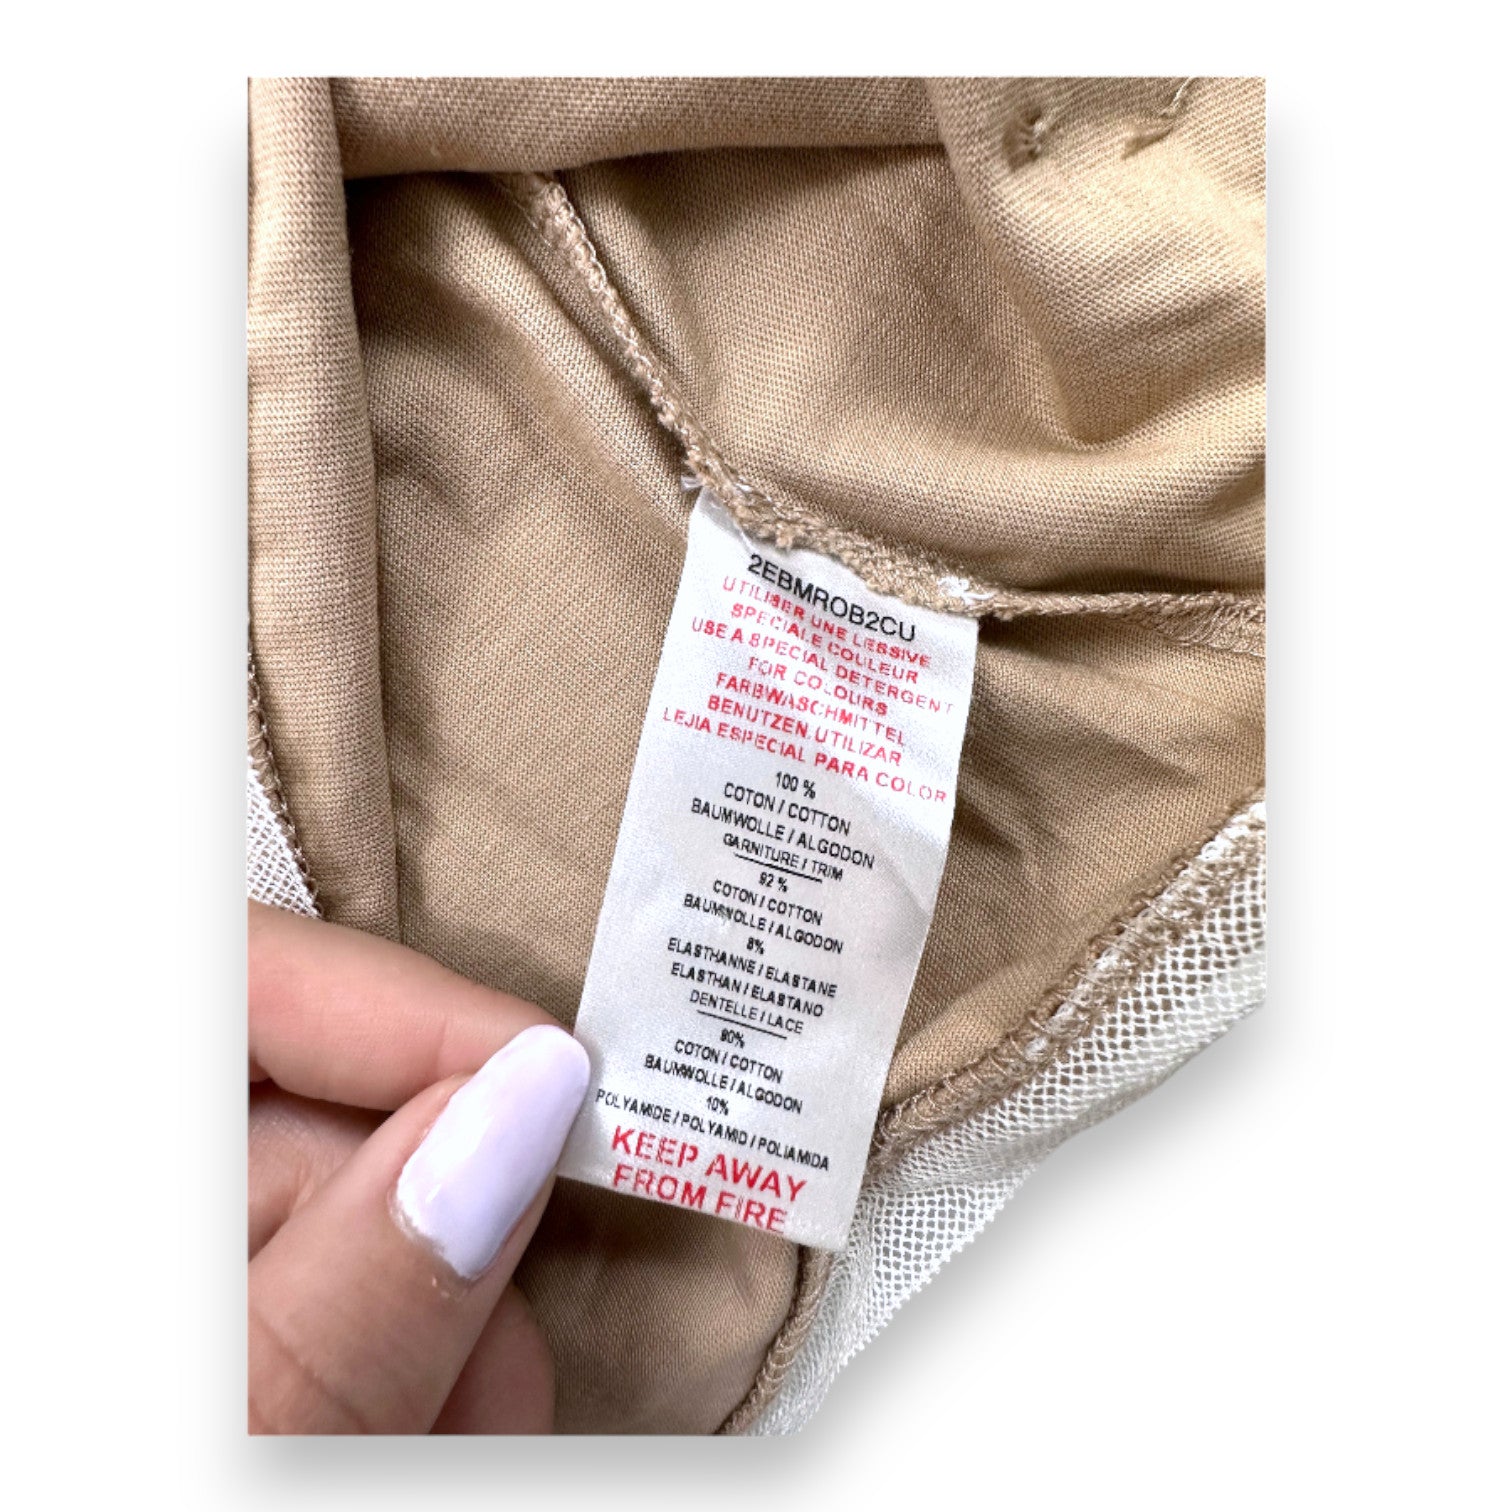 2EBMROB2CU
UTILISER UNE LESSIVE
SPECIALE COULEUR
USE A SPECIAL DETERGENT
FOR COLOURS
FARBWASCHMITTEL
BENUTZEN. UTILIZAR
LEJIA ESPECIAL PARA COLOR
100 %
COTON / COTTON
BAUMWOLLE / ALGODON
GARNITURE / TRIM
92 %
COTON / COTTON
BAUMWOLLE / ALGODON
8%
ELASTHANNE / ELASTANE
ELASTHAN / ELASTANO
DENTELLE / LACE
90%
COTON / COTTON
BAUMWOLLE / ALGODON
10%
POLYAMIDE / POLYAMID / POLIAMIDA
KEEP AWAY
FROM FIRE